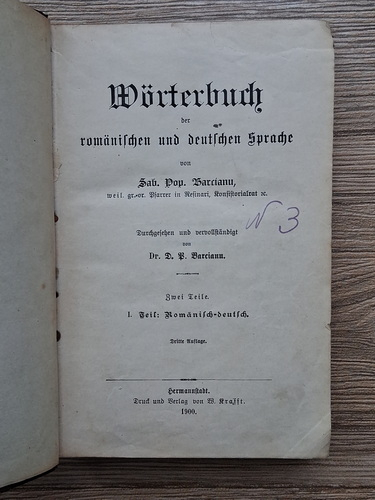 Wörterbuch
der
romänischen und deutschen Sprache
von
Sab. Pop. Barcianu,
weil. gr.-or. Pfarrer in Resinari, Konsistorialrat ꝛc.
N 3
Durchgesehen und vervollständigt
von
Dr. D. P. Barcianu.
Zwei Teile.
I. Teil: Romänisch-deutsch.
Dritte Auflage.
Hermannstadt.
Druck und Verlag von W. Krafft.
1900.